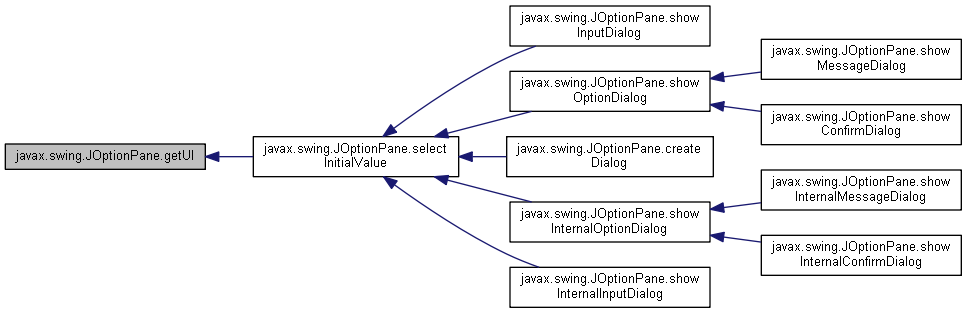 javax.swing.JOptionPane.getUI
javax.swing.JOptionPane.select
InitialValue
javax.swing.JOptionPane.show
InputDialog
javax.swing.JOptionPane.show
OptionDialog
javax.swing.JOptionPane.create
Dialog
javax.swing.JOptionPane.show
InternalOptionDialog
javax.swing.JOptionPane.show
InternalInputDialog
javax.swing.JOptionPane.show
MessageDialog
javax.swing.JOptionPane.show
ConfirmDialog
javax.swing.JOptionPane.show
InternalMessageDialog
javax.swing.JOptionPane.show
InternalConfirmDialog